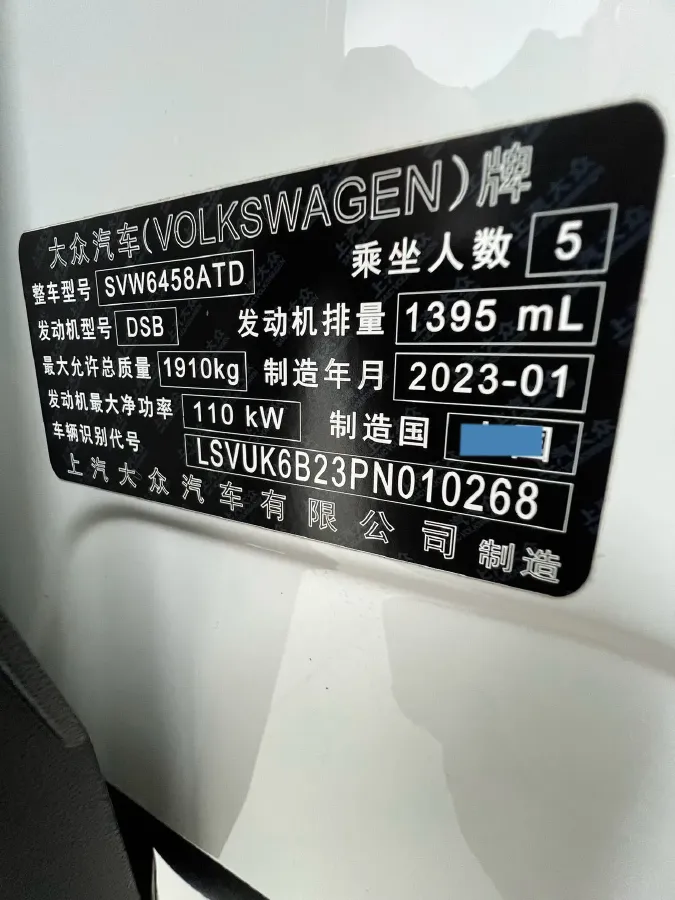 大众汽车(VOLKSWAGEN)牌
整车型号 SVW6458ATD 乘坐人数 5
发动机型号 DSB 发动机排量 1395 mL
最大允许总质量 1910kg 制造年月 2023-01
发动机最大净功率 110 kW 制造国
车辆识别代号 LSVUK6B23PN010268
上汽大众汽车有限公司 制造